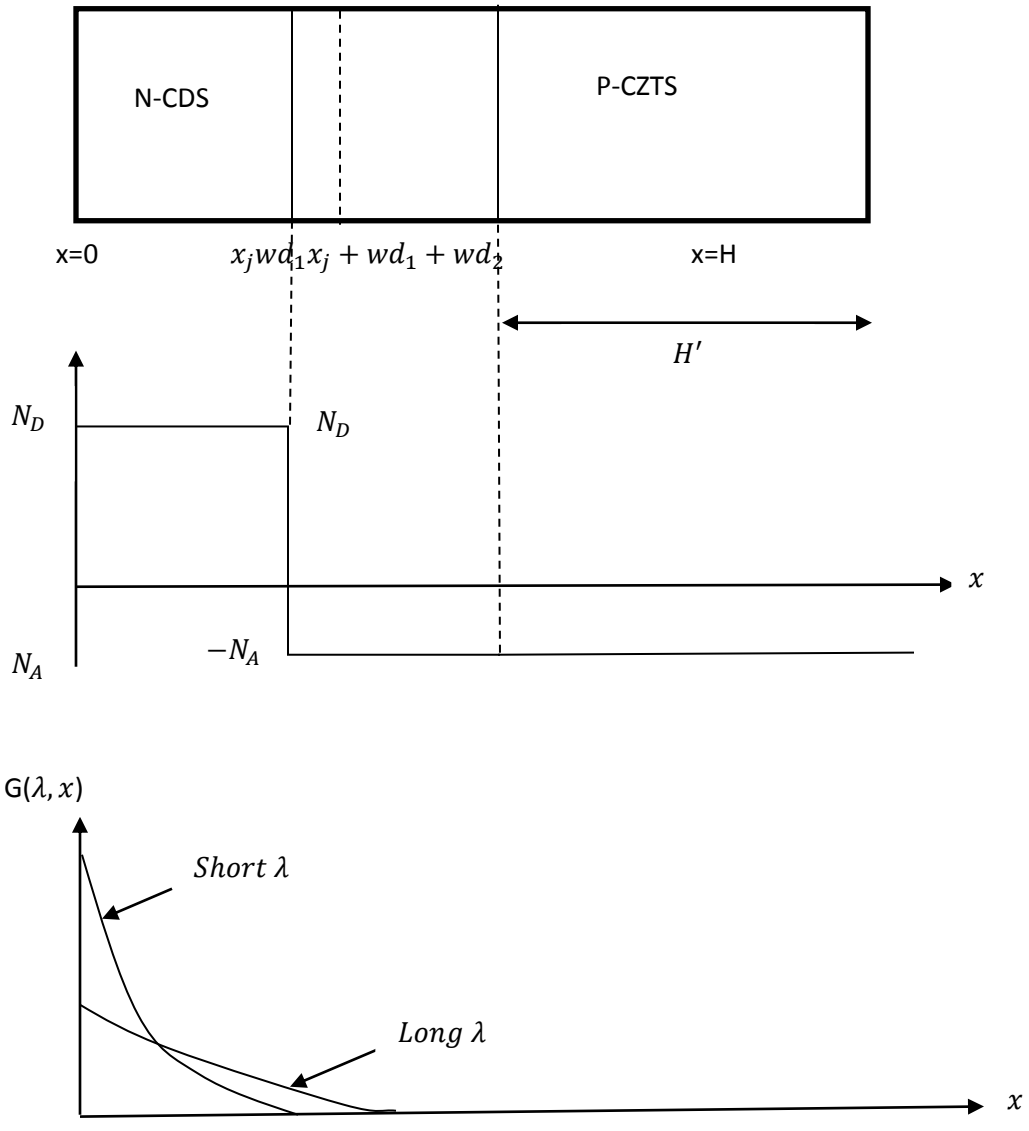 N-CDS
P-CZTS
x=0 x_j wd_1 x_j + wd_1 + wd_2 x=H
H′
N_D N_D
x
−N_A
N_A
G(λ, x)
Short λ
Long λ
x